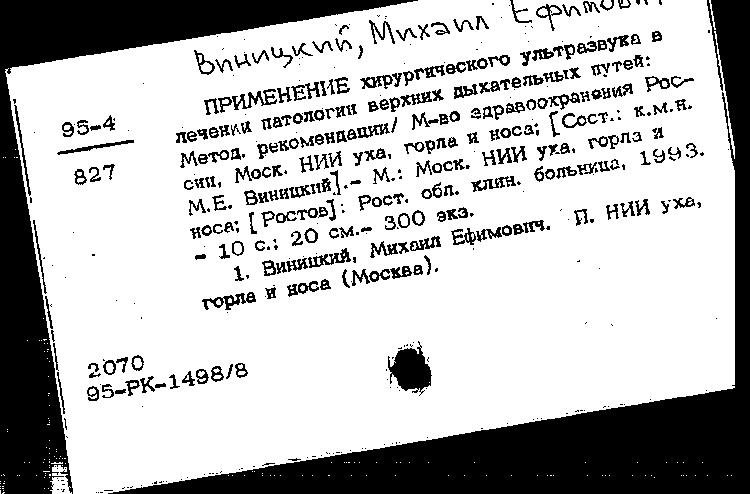 Виницкий, Михаил Ефимович
95-4
827
ПРИМЕНЕНИЕ хирургического ультразвука в
лечении патологии верхних дыхательных путей:
Метод. рекомендации/ М-во здравоохранения Рос-
сии, Моск. НИИ уха, горла и носа; [Сост.: к.м.н.
М.Е. Виницкий].- М.: Моск. НИИ уха, горла и
носа; [Ростов]: Рост. обл. клин. больница, 1993.
- 10 с.; 20 см.- 300 экз.
1. Виницкий, Михаил Ефимович. П. НИИ уха,
горла и носа (Москва).
2070
95-РК-1498/8